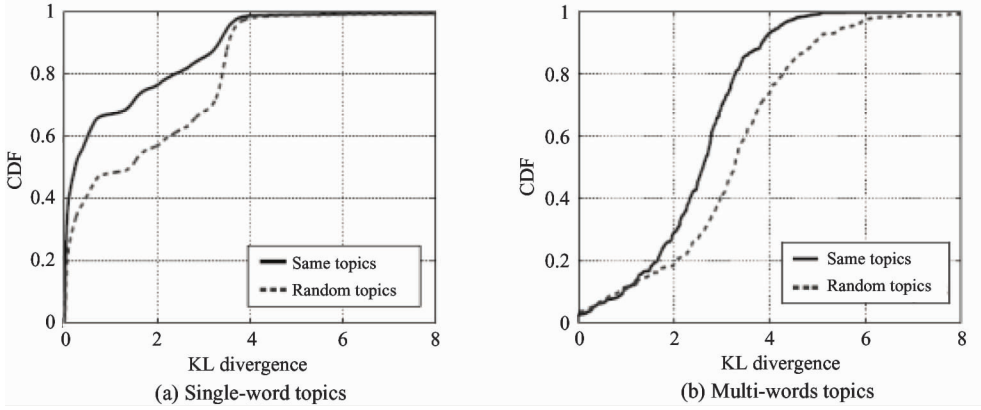 1
0.8
0.6
0.4
0.2
0
CDF
Same topics
Random topics
0 2 4 6 8
KL divergence
(a) Single-word topics
1
0.8
0.6
0.4
0.2
0
CDF
Same topics
Random topics
0 2 4 6 8
KL divergence
(b) Multi-words topics